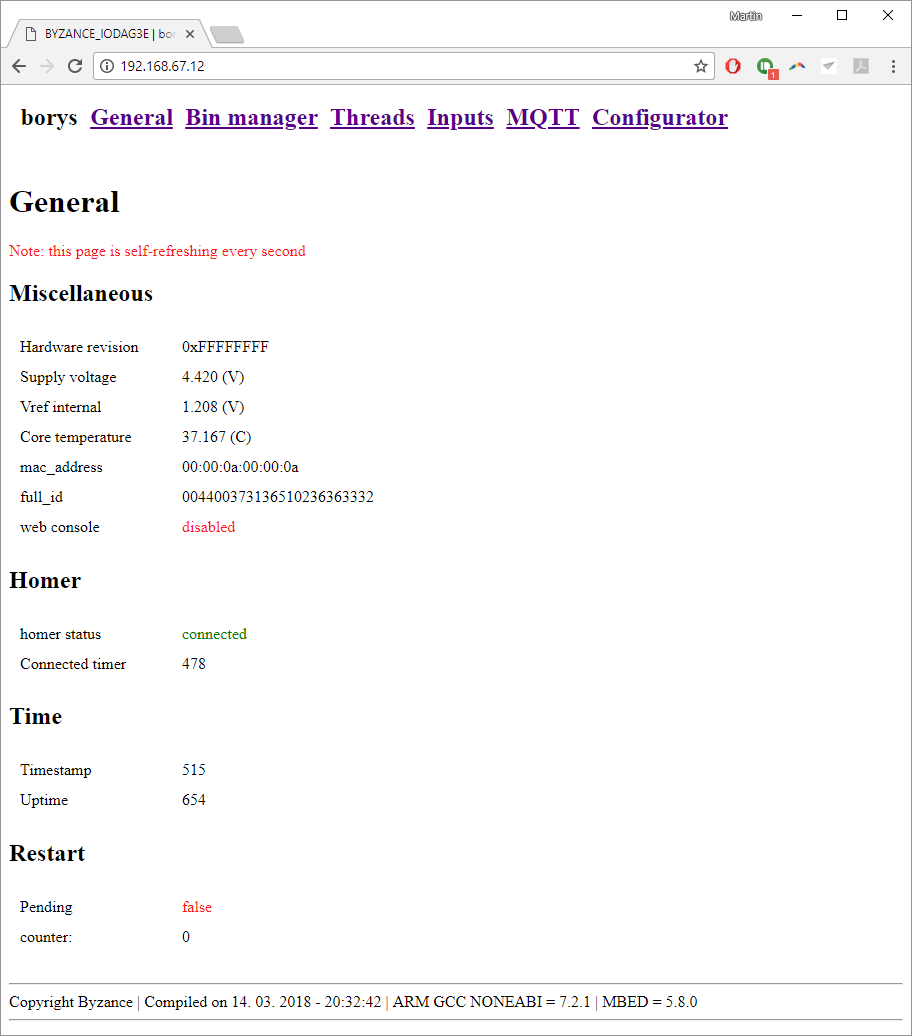 Martin
BYZANCE_IODAG3E | bor
192.168.67.12
1
borys General Bin manager Threads Inputs MQTT Configurator
General
Note: this page is self-refreshing every second
Miscellaneous
Hardware revision 0xFFFFFFFF
Supply voltage 4.420 (V)
Vref internal 1.208 (V)
Core temperature 37.167 (C)
mac_address 00:00:0a:00:00:0a
full_id 004400373136510236363332
web console disabled
Homer
homer status connected
Connected timer 478
Time
Timestamp 515
Uptime 654
Restart
Pending false
counter: 0
Copyright Byzance | Compiled on 14. 03. 2018 - 20:32:42 | ARM GCC NONEABI = 7.2.1 | MBED = 5.8.0